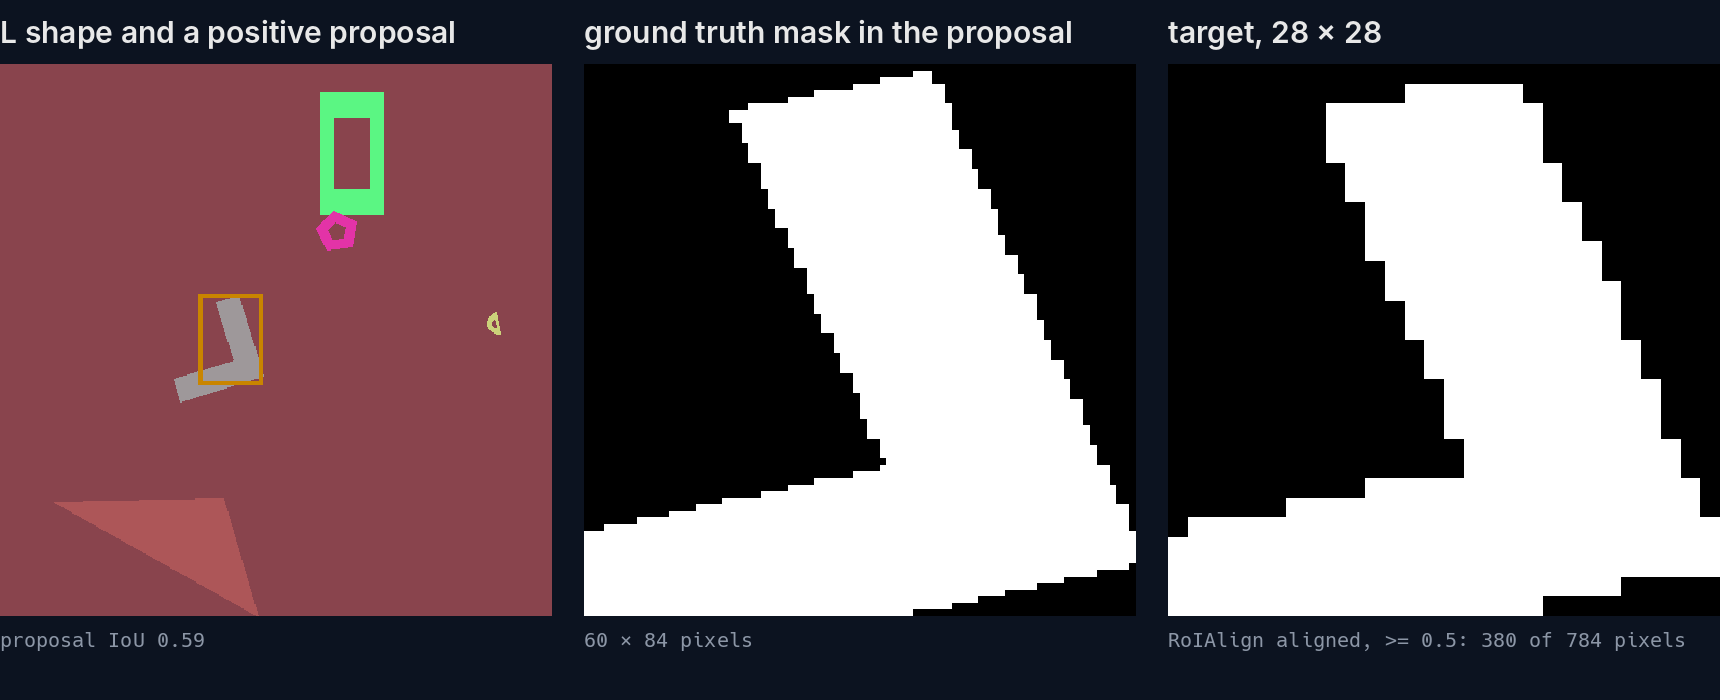 L shape and a positive proposal
ground truth mask in the proposal
target, 28 × 28
proposal IoU 0.59
60 × 84 pixels
RoIAlign aligned, >= 0.5: 380 of 784 pixels